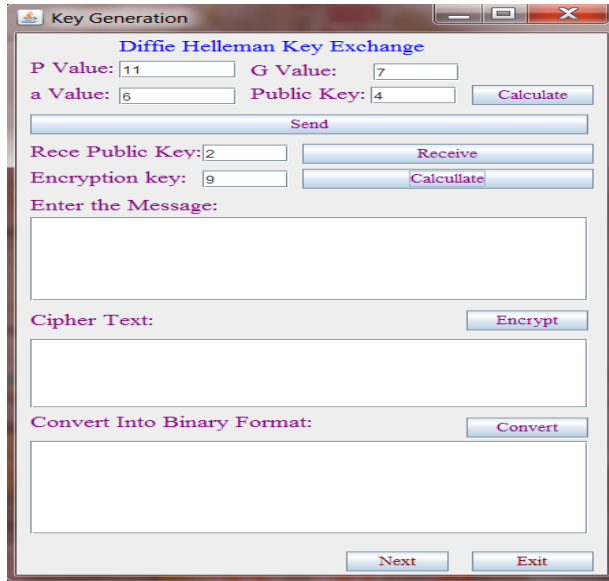 Key Generation
Diffie Helleman Key Exchange
P Value: 11 G Value: 7
a Value: 6 Public Key: 4 Calculate
Send
Rece Public Key: 2 Receive
Encryption key: 9 Calcullate
Enter the Message:
Cipher Text: Encrypt
Convert Into Binary Format: Convert
Next Exit